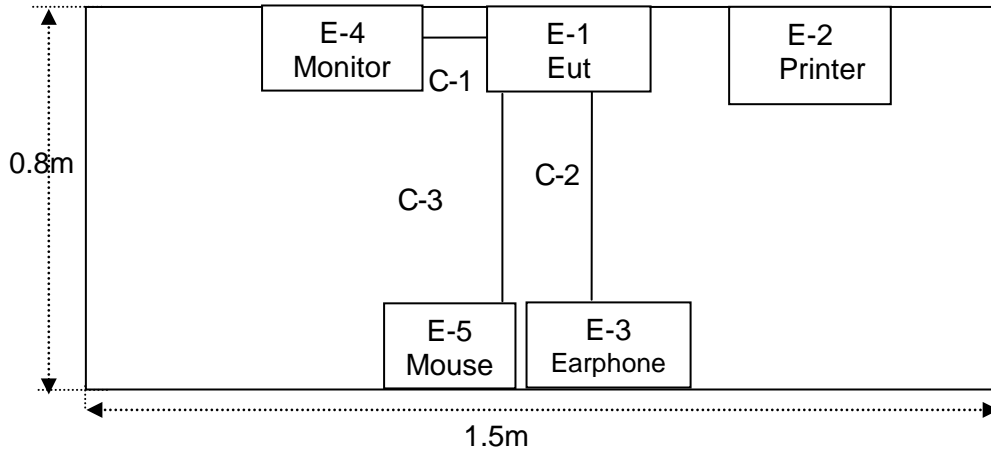 E-4
Monitor
E-1
Eut
E-2
Printer
C-1
0.8m
C-2
C-3
E-5
Mouse
E-3
Earphone
1.5m